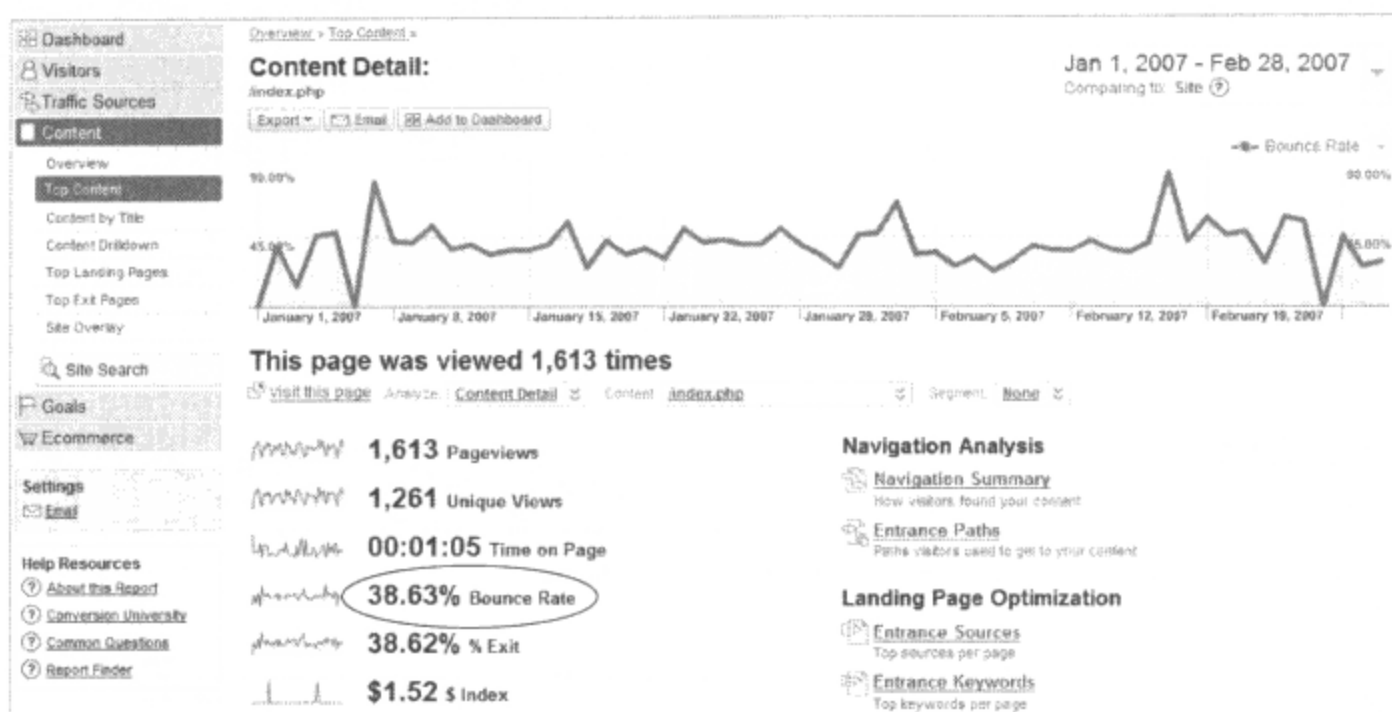 Dashboard
Visitors
Traffic Sources
Content
Overview
Top Content
Content by Title
Content Drilldown
Top Landing Pages
Top Exit Pages
Site Overlay
Site Search
Goals
Ecommerce
Settings
Email
Help Resources
About this Report
Conversion University
Common Questions
Report Finder
Overview » Top Content »
Content Detail:
/index.php
Export Email Add to Dashboard
Jan 1, 2007 - Feb 28, 2007
Comparing to: Site
Bounce Rate
90.00% 90.00%
45.00% 45.00%
January 1, 2007 January 8, 2007 January 15, 2007 January 22, 2007 January 29, 2007 February 5, 2007 February 12, 2007 February 19, 2007
This page was viewed 1,613 times
Visit this page Analyze: Content Detail Content: /index.php Segment: None
1,613 Pageviews
1,261 Unique Views
00:01:05 Time on Page
38.63% Bounce Rate
38.62% % Exit
$1.52 $ Index
Navigation Analysis
Navigation Summary
How visitors found your content
Entrance Paths
Paths visitors used to get to your content
Landing Page Optimization
Entrance Sources
Top sources per page
Entrance Keywords
Top keywords per page